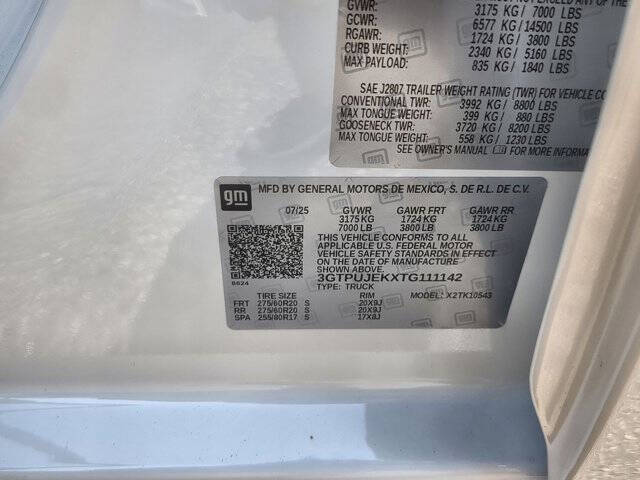 GVWR: 3175 KG / 7000 LBS
GCWR: 6577 KG / 14500 LBS
RGAWR: 1724 KG / 3800 LBS
CURB WEIGHT: 2340 KG / 5160 LBS
MAX PAYLOAD: 835 KG / 1840 LBS
SAE J2807 TRAILER WEIGHT RATING (TWR) FOR VEHICLE CO
CONVENTIONAL TWR: 3992 KG / 8800 LBS
MAX TONGUE WEIGHT: 399 KG / 880 LBS
GOOSENECK TWR: 3720 KG / 8200 LBS
MAX TONGUE WEIGHT: 558 KG / 1230 LBS
SEE OWNER'S MANUAL FOR MORE INFORMA
gm MFD BY GENERAL MOTORS DE MEXICO, S. DE R.L. DE C.V.
07/25 GVWR GAWR FRT GAWR RR
3175 KG 1724 KG 1724 KG
7000 LB 3800 LB 3800 LB
THIS VEHICLE CONFORMS TO ALL
APPLICABLE U.S. FEDERAL MOTOR
VEHICLE SAFETY STANDARDS IN EFFECT
ON THE DATE OF MANUFACTURE
SHOWN ABOVE.
3GTPUJEKXTG111142
8624 TYPE: TRUCK
TIRE SIZE RIM MODEL: X2TK10543
FRT 275/60R20 S 20X9J
RR 275/60R20 S 20X9J
SPA 255/80R17 S 17X8J